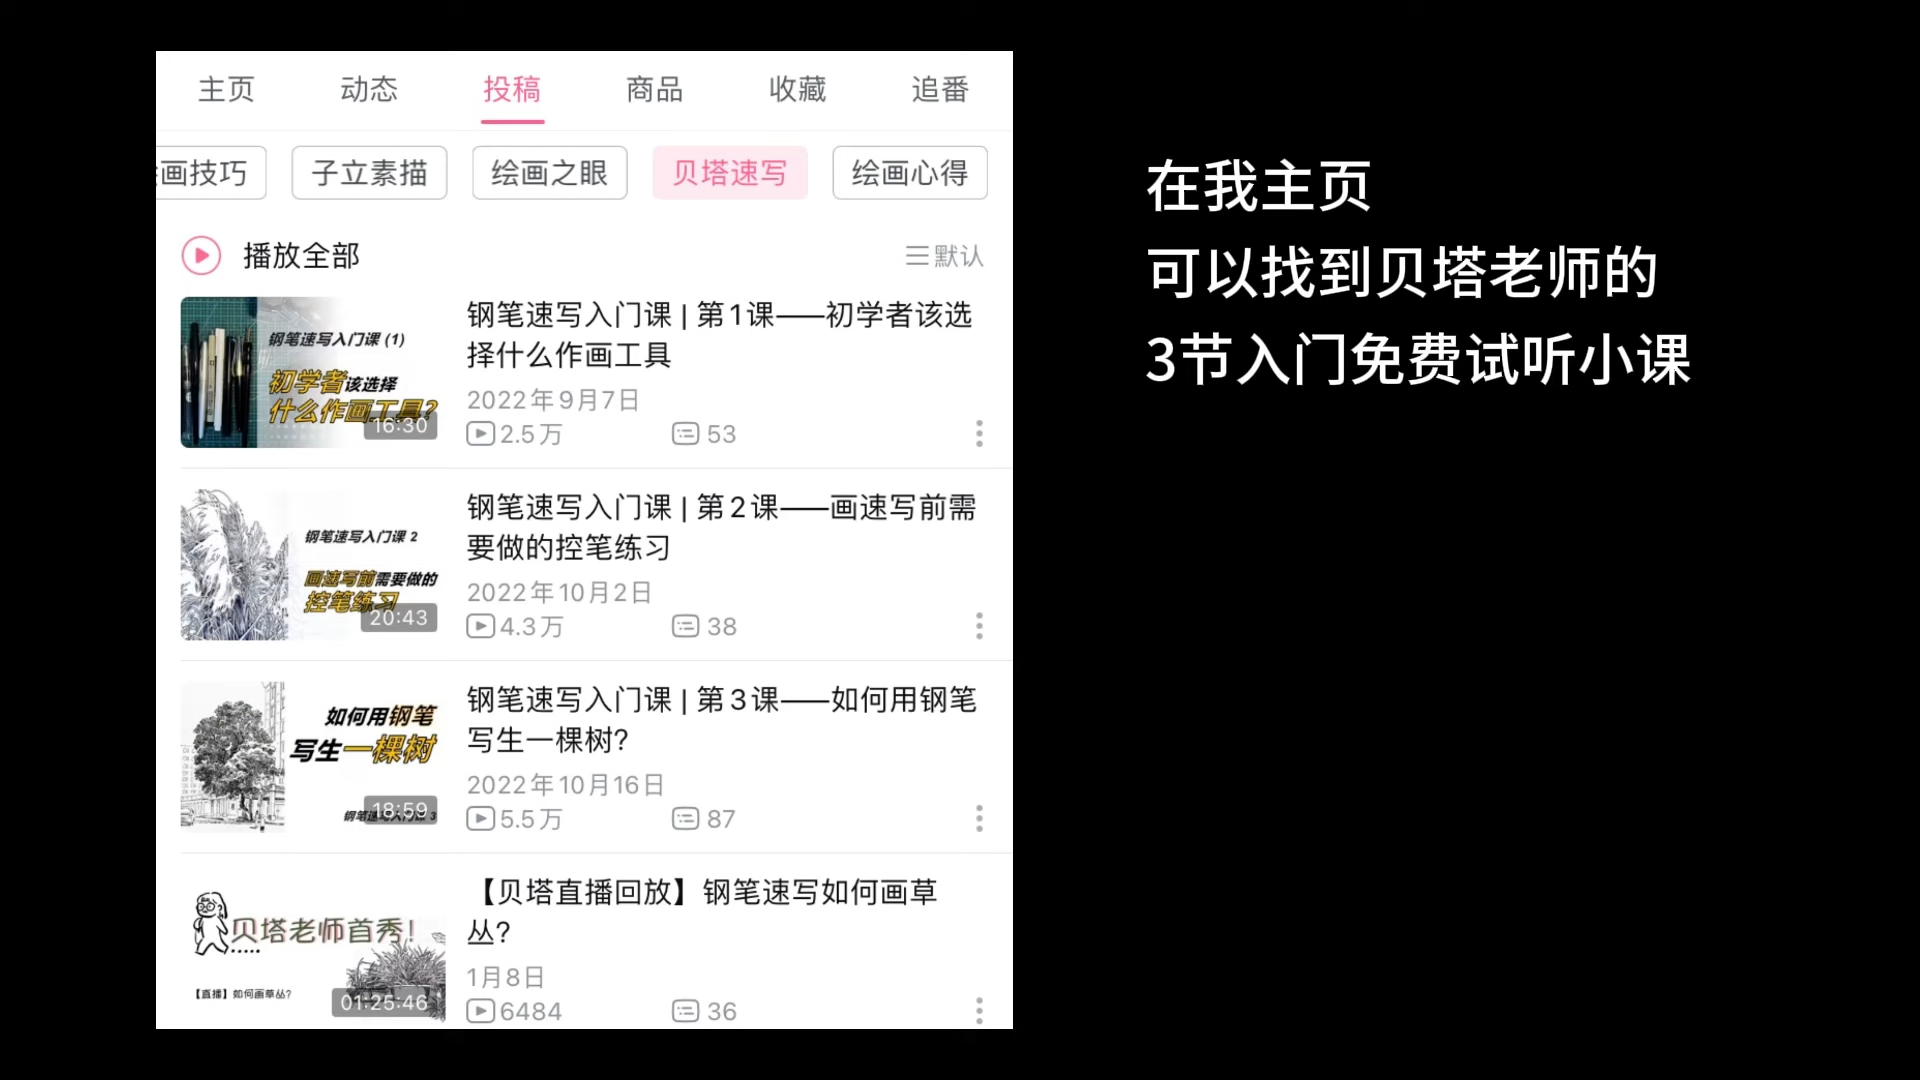 主页 动态 投稿 商品 收藏 追番
画技巧 子立素描 绘画之眼 贝塔速写 绘画心得
播放全部 默认
钢笔速写入门课 (1)
初学者该选择
什么作画工具?
16:30
钢笔速写入门课 | 第1课——初学者该选
择什么作画工具
2022年9月7日
2.5万 53
钢笔速写入门课 2
画速写前需要做的
控笔练习
20:43
钢笔速写入门课 | 第2课——画速写前需
要做的控笔练习
2022年10月2日
4.3万 38
如何用钢笔
写生一棵树
钢笔速写入门课 3
18:59
钢笔速写入门课 | 第3课——如何用钢笔
写生一棵树?
2022年10月16日
5.5万 87
贝塔老师首秀!
【直播】如何画草丛?
01:25:46
【贝塔直播回放】钢笔速写如何画草
丛?
1月8日
6484 36
在我主页
可以找到贝塔老师的
3节入门免费试听小课